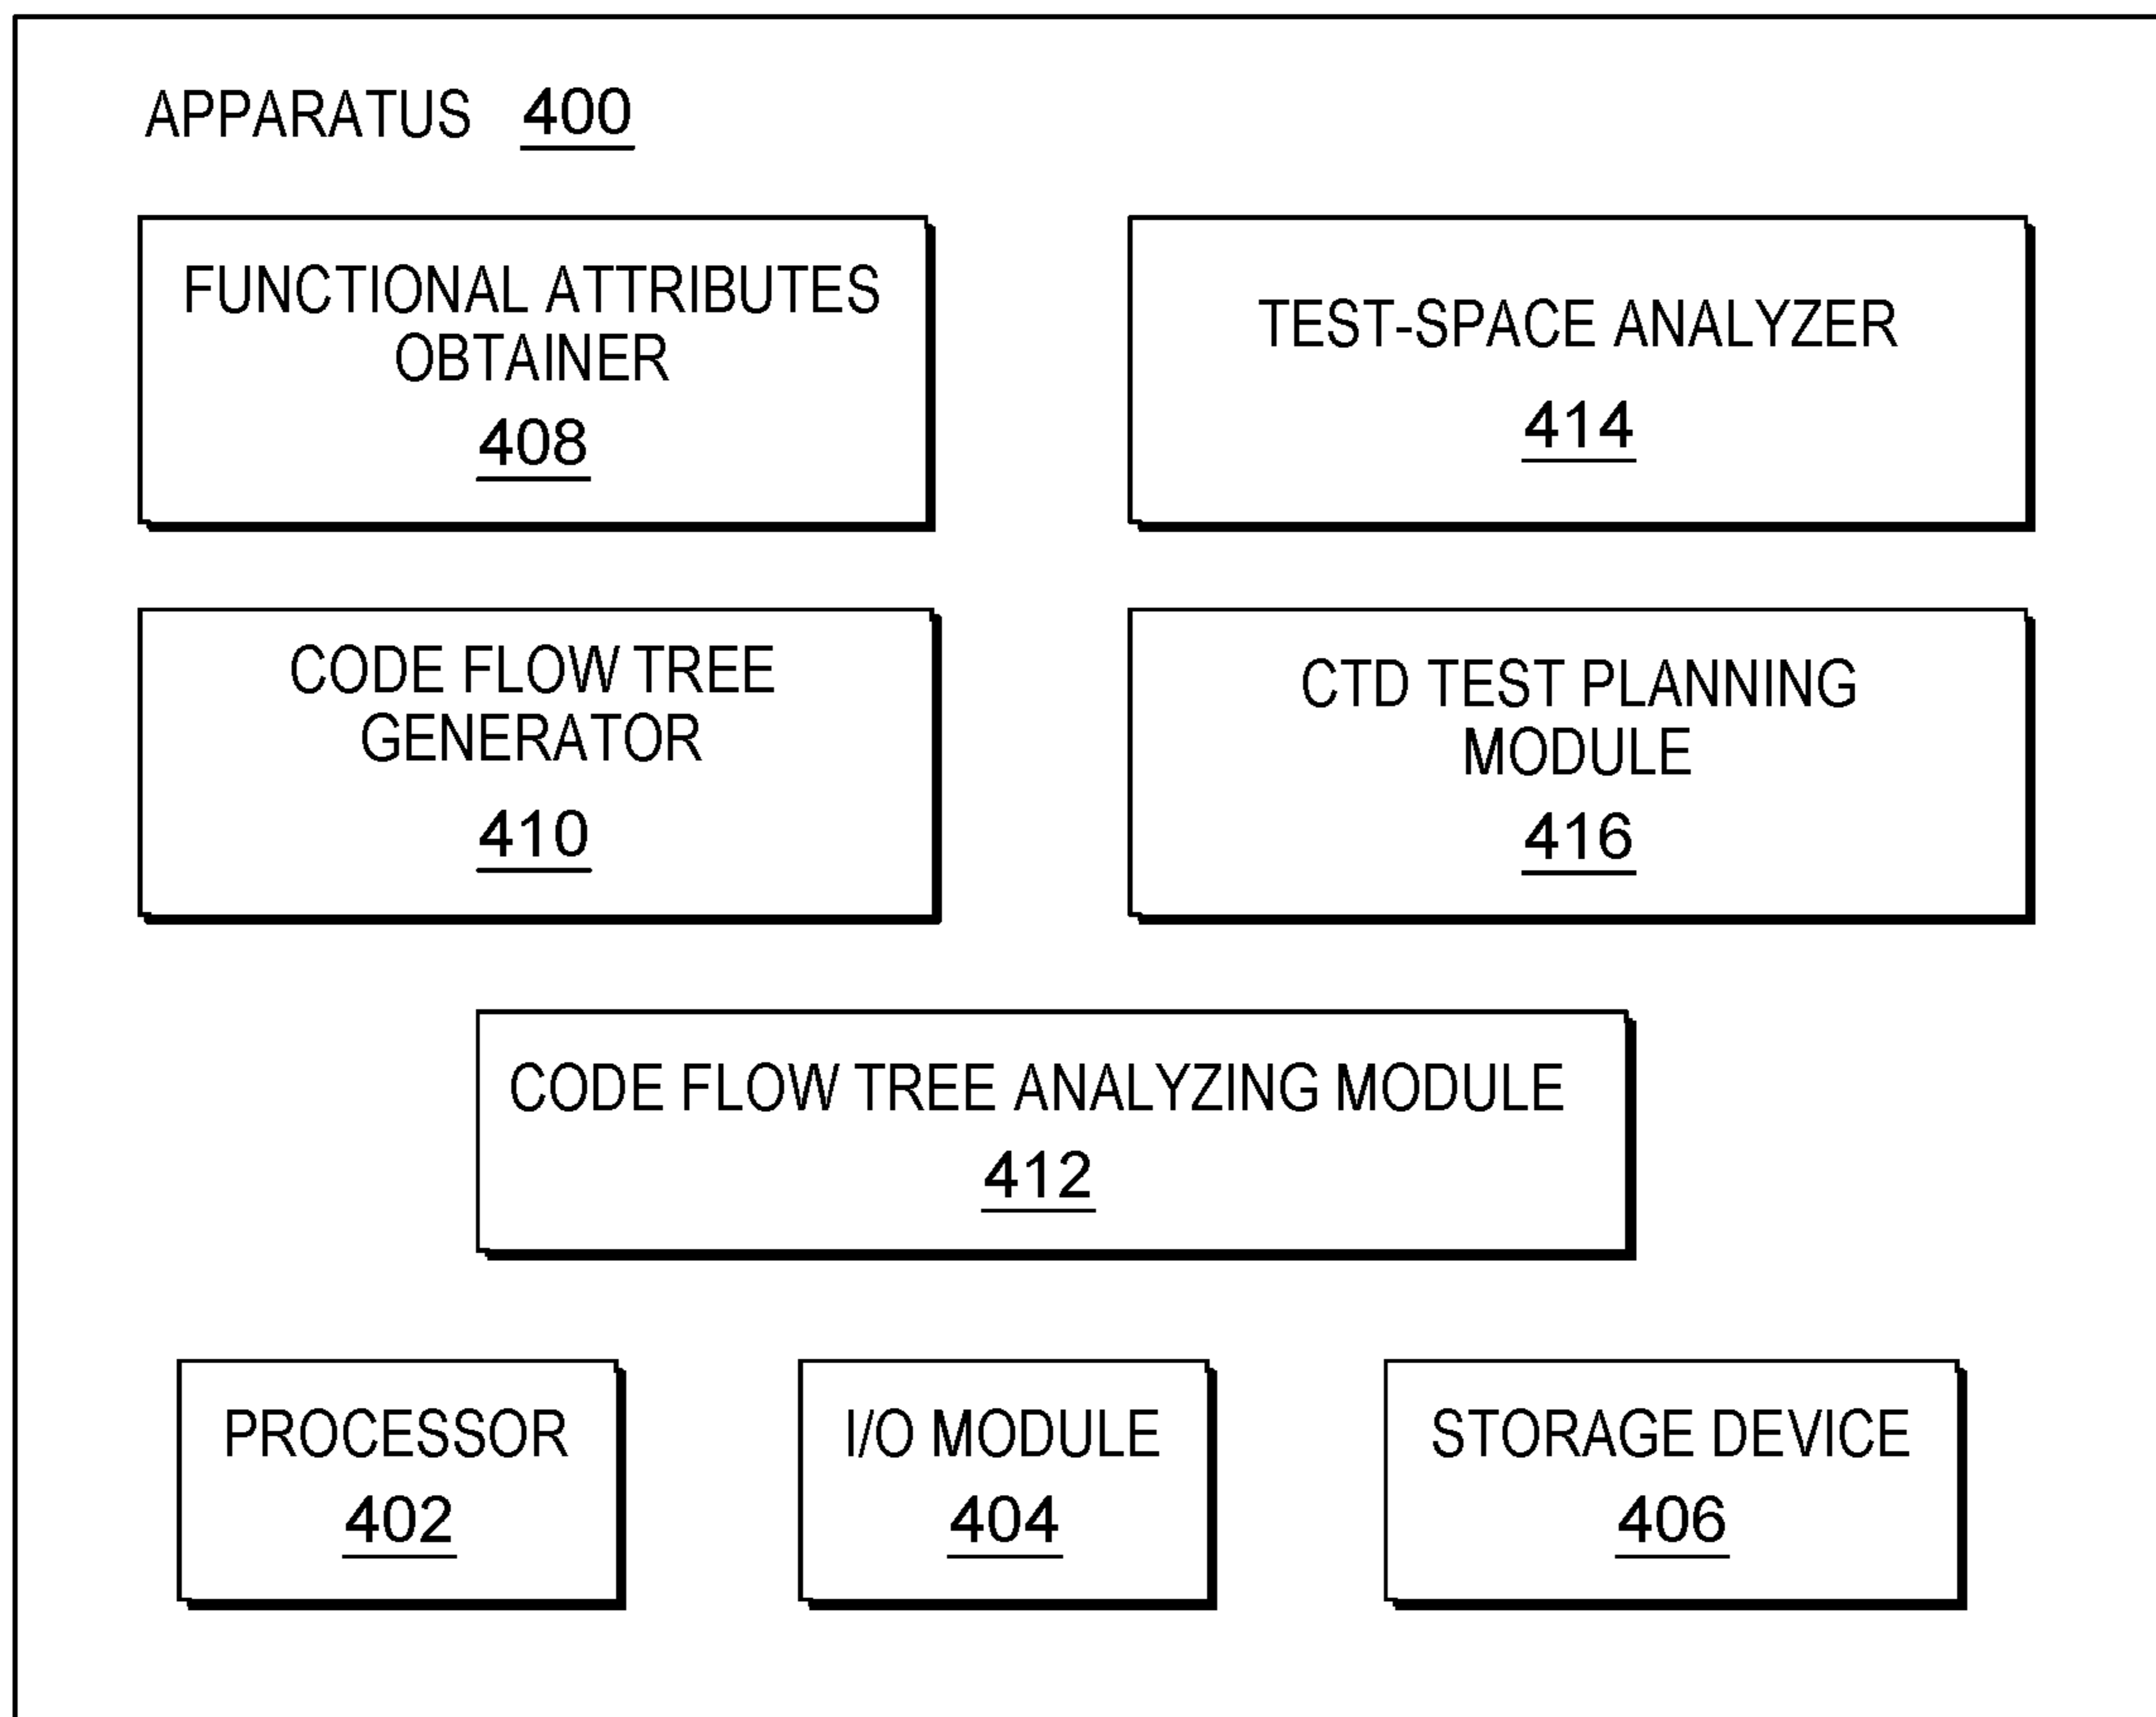 APPARATUS 400
FUNCTIONAL ATTRIBUTES
OBTAINER
408
TEST-SPACE ANALYZER
414
CODE FLOW TREE
GENERATOR
410
CTD TEST PLANNING
MODULE
416
CODE FLOW TREE ANALYZING MODULE
412
PROCESSOR
402
I/O MODULE
404
STORAGE DEVICE
406